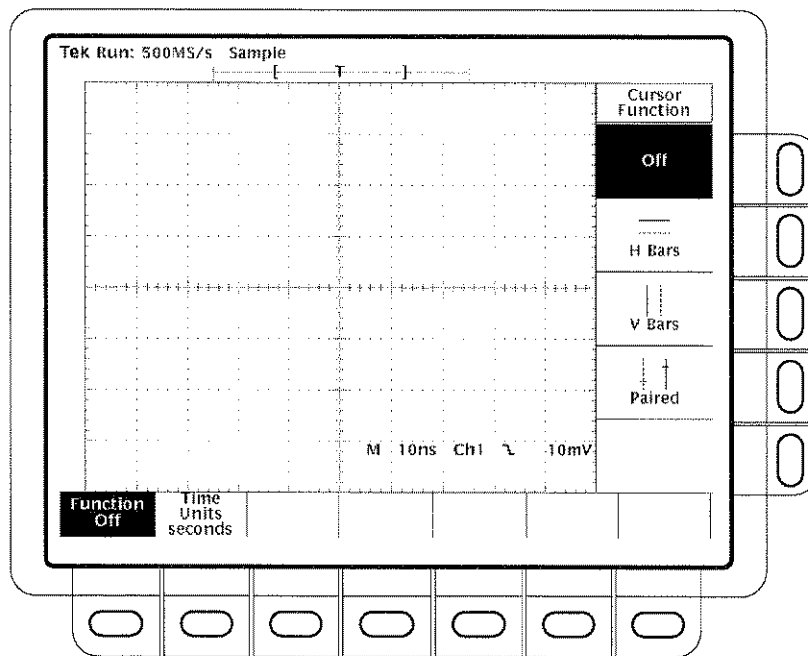 Tek Run: 500MS/s Sample
[ T ]
Cursor
Function
Off
H Bars
V Bars
Paired
M 10ns Ch1 10mV
Function
Off
Time
Units
seconds